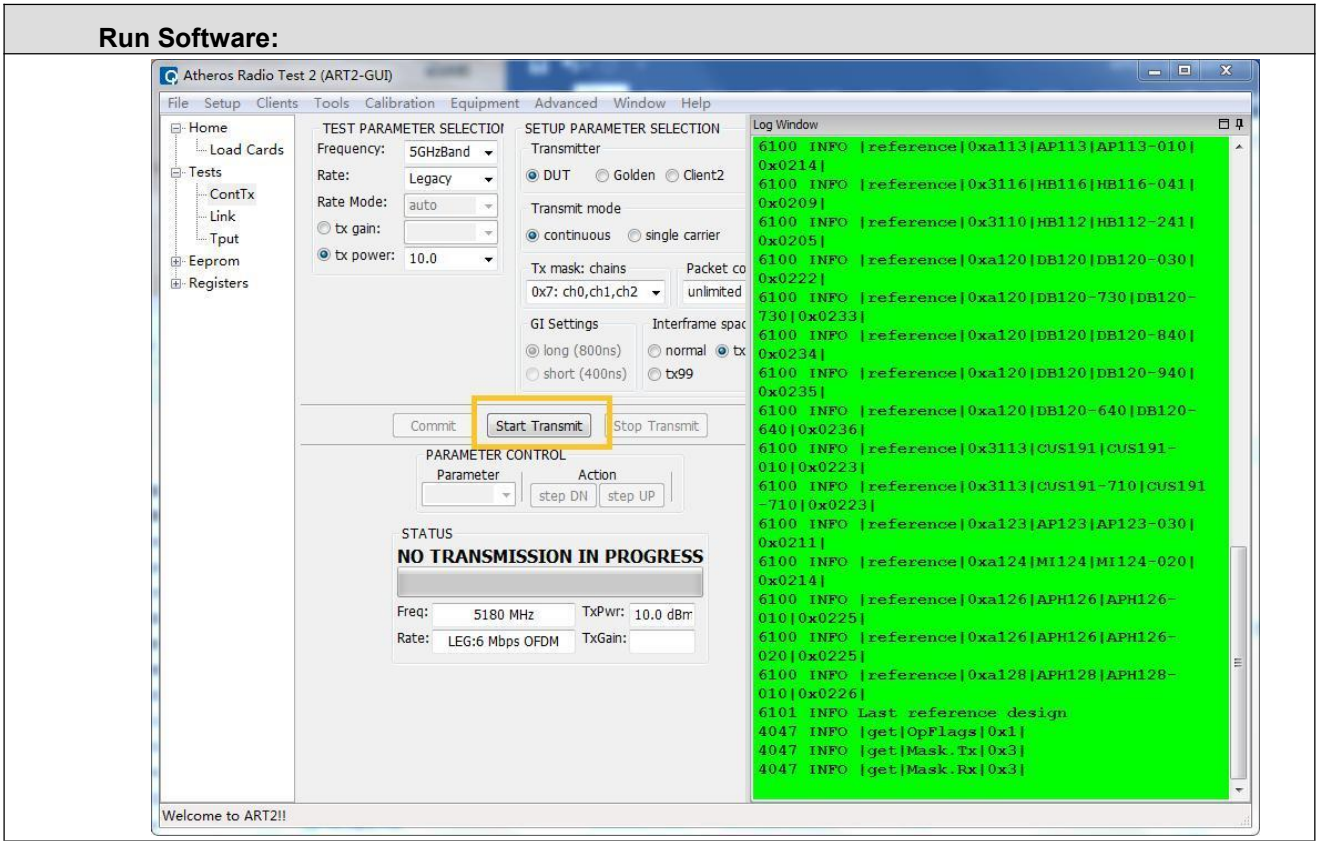 Run Software:
Atheros Radio Test 2 (ART2-GUI)
File Setup Clients Tools Calibration Equipment Advanced Window Help
Home
Load Cards
Tests
ContTx
Link
Tput
Eeprom
Registers
TEST PARAMETER SELECTION
Frequency: 5GHzBand
Rate: Legacy
Rate Mode: auto
tx gain:
tx power: 10.0
SETUP PARAMETER SELECTION
Transmitter
DUT Golden Client2
Transmit mode
continuous single carrier
Tx mask: chains Packet co
0x7: ch0,ch1,ch2 unlimited
GI Settings Interframe spac
long (800ns) normal tx
short (400ns) tx99
Commit Start Transmit Stop Transmit
PARAMETER CONTROL
Parameter Action
step DN step UP
STATUS
NO TRANSMISSION IN PROGRESS
Freq: 5180 MHz TxPwr: 10.0 dBm
Rate: LEG:6 Mbps OFDM TxGain:
Log Window
6100 INFO |reference|0xa113|AP113|AP113-010|
0x0214|
6100 INFO |reference|0x3116|HB116|HB116-041|
0x0209|
6100 INFO |reference|0x3110|HB112|HB112-241|
0x0205|
6100 INFO |reference|0xa120|DB120|DB120-030|
0x0222|
6100 INFO |reference|0xa120|DB120-730|DB120-
730|0x0233|
6100 INFO |reference|0xa120|DB120|DB120-840|
0x0234|
6100 INFO |reference|0xa120|DB120|DB120-940|
0x0235|
6100 INFO |reference|0xa120|DB120-640|DB120-
640|0x0236|
6100 INFO |reference|0x3113|CUS191|CUS191-
010|0x0223|
6100 INFO |reference|0x3113|CUS191-710|CUS191
-710|0x0223|
6100 INFO |reference|0xa123|AP123|AP123-030|
0x0211|
6100 INFO |reference|0xa124|MI124|MI124-020|
0x0214|
6100 INFO |reference|0xa126|APH126|APH126-
010|0x0225|
6100 INFO |reference|0xa126|APH126|APH126-
020|0x0225|
6100 INFO |reference|0xa128|APH128|APH128-
010|0x0226|
6101 INFO Last reference design
4047 INFO |get|OpFlags|0x1|
4047 INFO |get|Mask.Tx|0x3|
4047 INFO |get|Mask.Rx|0x3|
Welcome to ART2!!